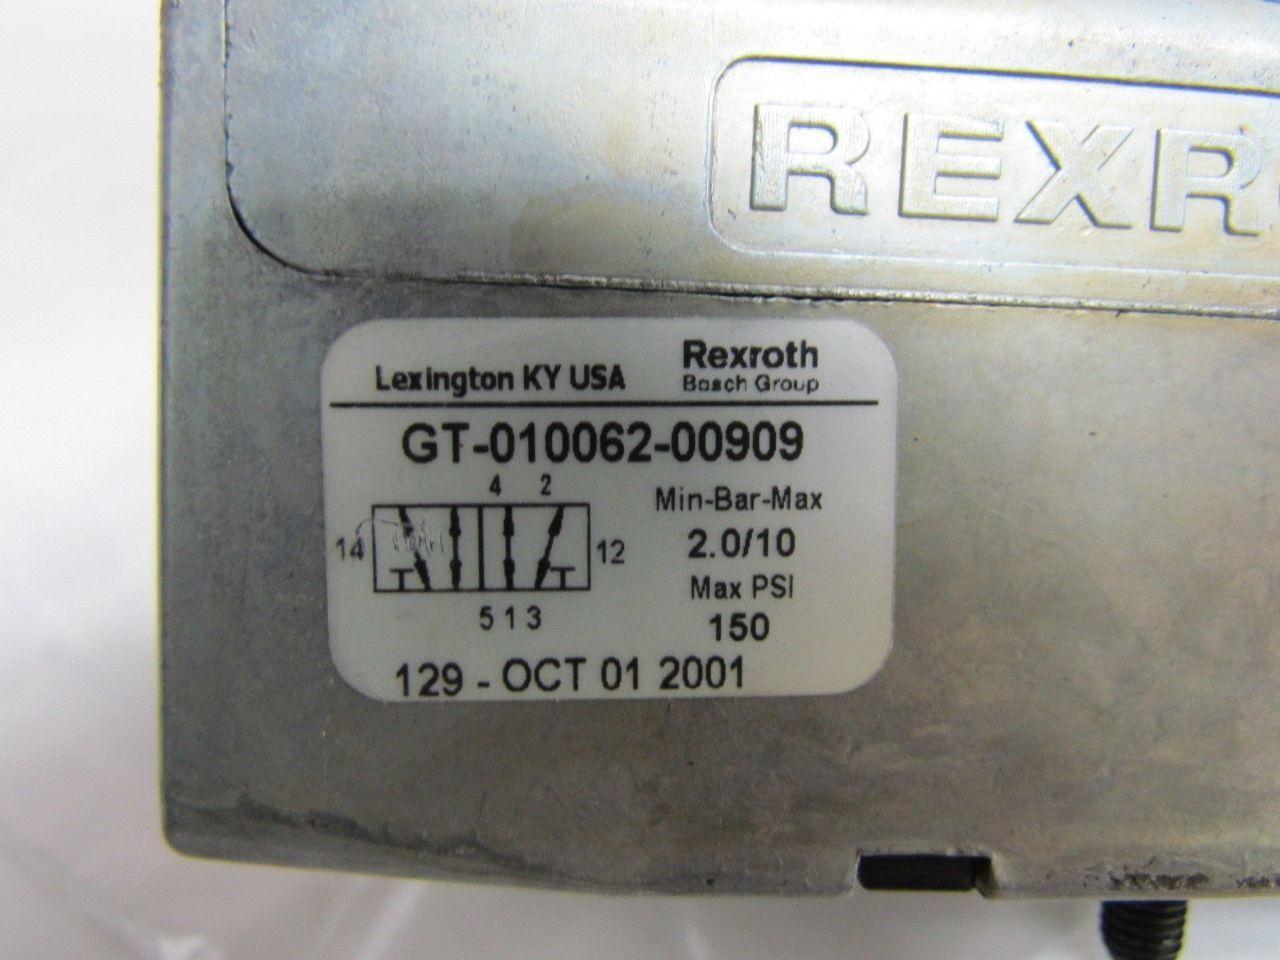 REXR
Lexington KY USA
Rexroth
Bosch Group
GT-010062-00909
4 2
14
12
5 1 3
Min-Bar-Max
2.0/10
Max PSI
150
129 - OCT 01 2001